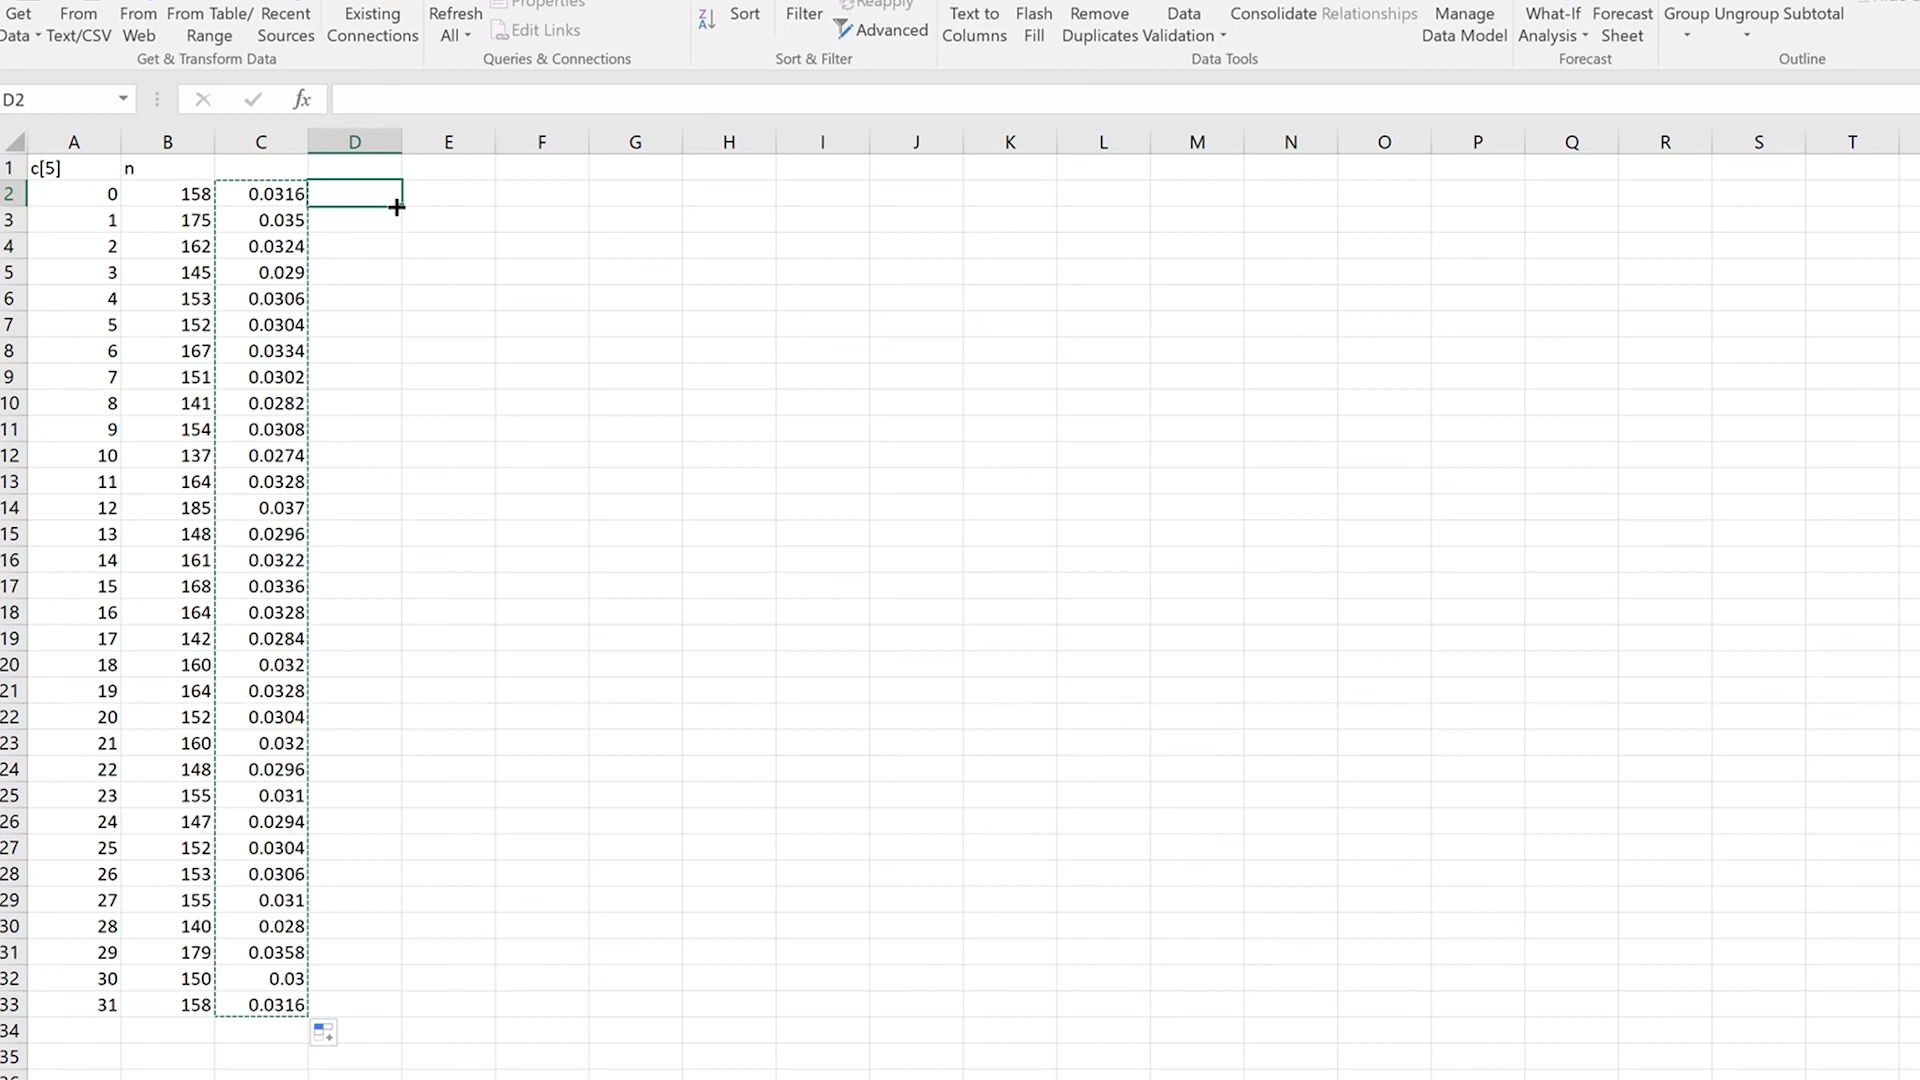 Get From From From Table/ Recent Existing Refresh Properties Sort Filter Reapply Text to Flash Remove Data Consolidate Relationships Manage What-If Forecast Group Ungroup Subtotal
Data Text/CSV Web Range Sources Connections All Edit Links Advanced Columns Fill Duplicates Validation Data Model Analysis Sheet
Get & Transform Data Queries & Connections Sort & Filter Data Tools Forecast Outline
D2 fx
A B C D E F G H I J K L M N O P Q R S T
1 c[5] n
2 0 158 0.0316
3 1 175 0.035
4 2 162 0.0324
5 3 145 0.029
6 4 153 0.0306
7 5 152 0.0304
8 6 167 0.0334
9 7 151 0.0302
10 8 141 0.0282
11 9 154 0.0308
12 10 137 0.0274
13 11 164 0.0328
14 12 185 0.037
15 13 148 0.0296
16 14 161 0.0322
17 15 168 0.0336
18 16 164 0.0328
19 17 142 0.0284
20 18 160 0.032
21 19 164 0.0328
22 20 152 0.0304
23 21 160 0.032
24 22 148 0.0296
25 23 155 0.031
26 24 147 0.0294
27 25 152 0.0304
28 26 153 0.0306
29 27 155 0.031
30 28 140 0.028
31 29 179 0.0358
32 30 150 0.03
33 31 158 0.0316
34
35